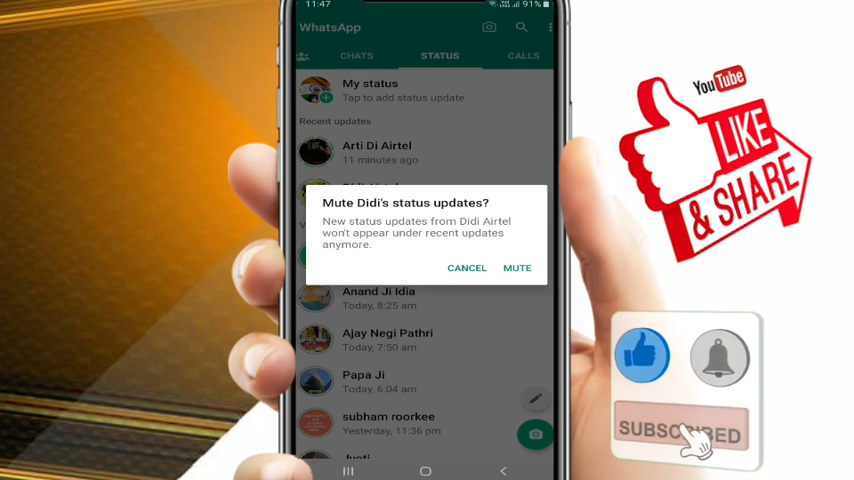 11:47
91%
WhatsApp
CHATS STATUS CALLS
My status
Tap to add status update
Recent updates
Arti Di Airtel
11 minutes ago
Mute Didi's status updates?
New status updates from Didi Airtel
won't appear under recent updates
anymore.
CANCEL MUTE
Anand Ji Idia
Today, 8:25 am
Ajay Negi Pathri
Today, 7:50 am
Papa Ji
Today, 6:04 am
subham roorkee
Yesterday, 11:36 pm
Jyoti
YouTube
LIKE
& SHARE
SUBSCRIBED